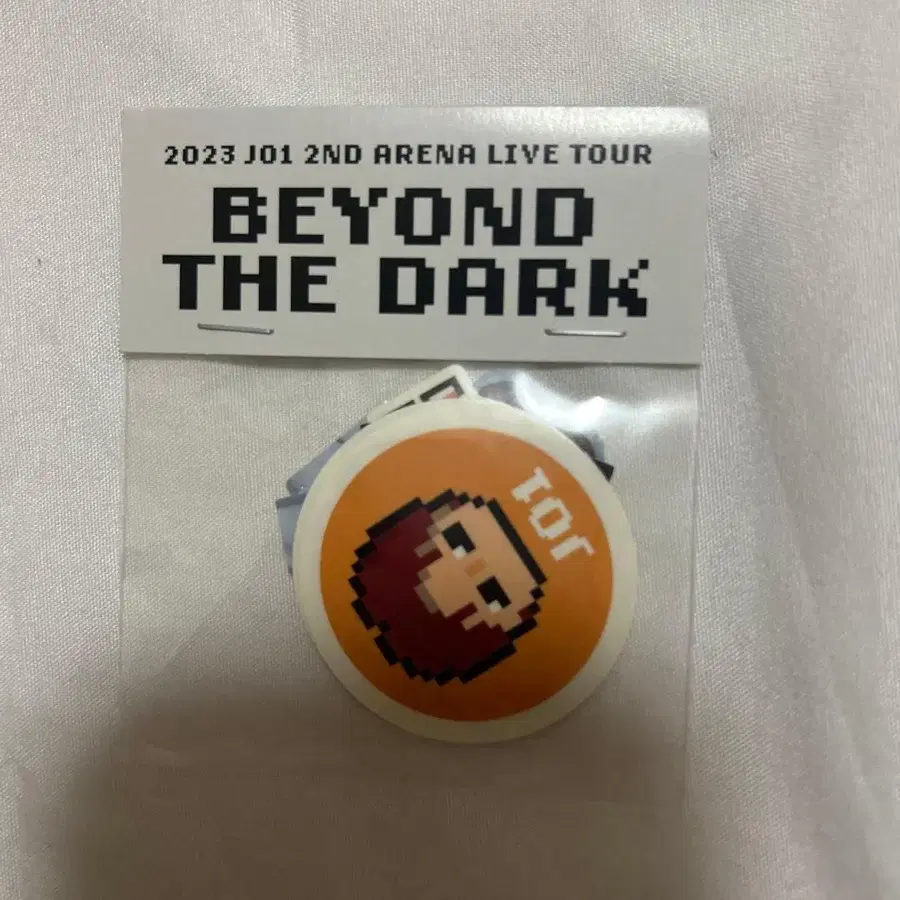 2023 JO1 2ND ARENA LIVE TOUR
BEYOND
THE DARK
JO1